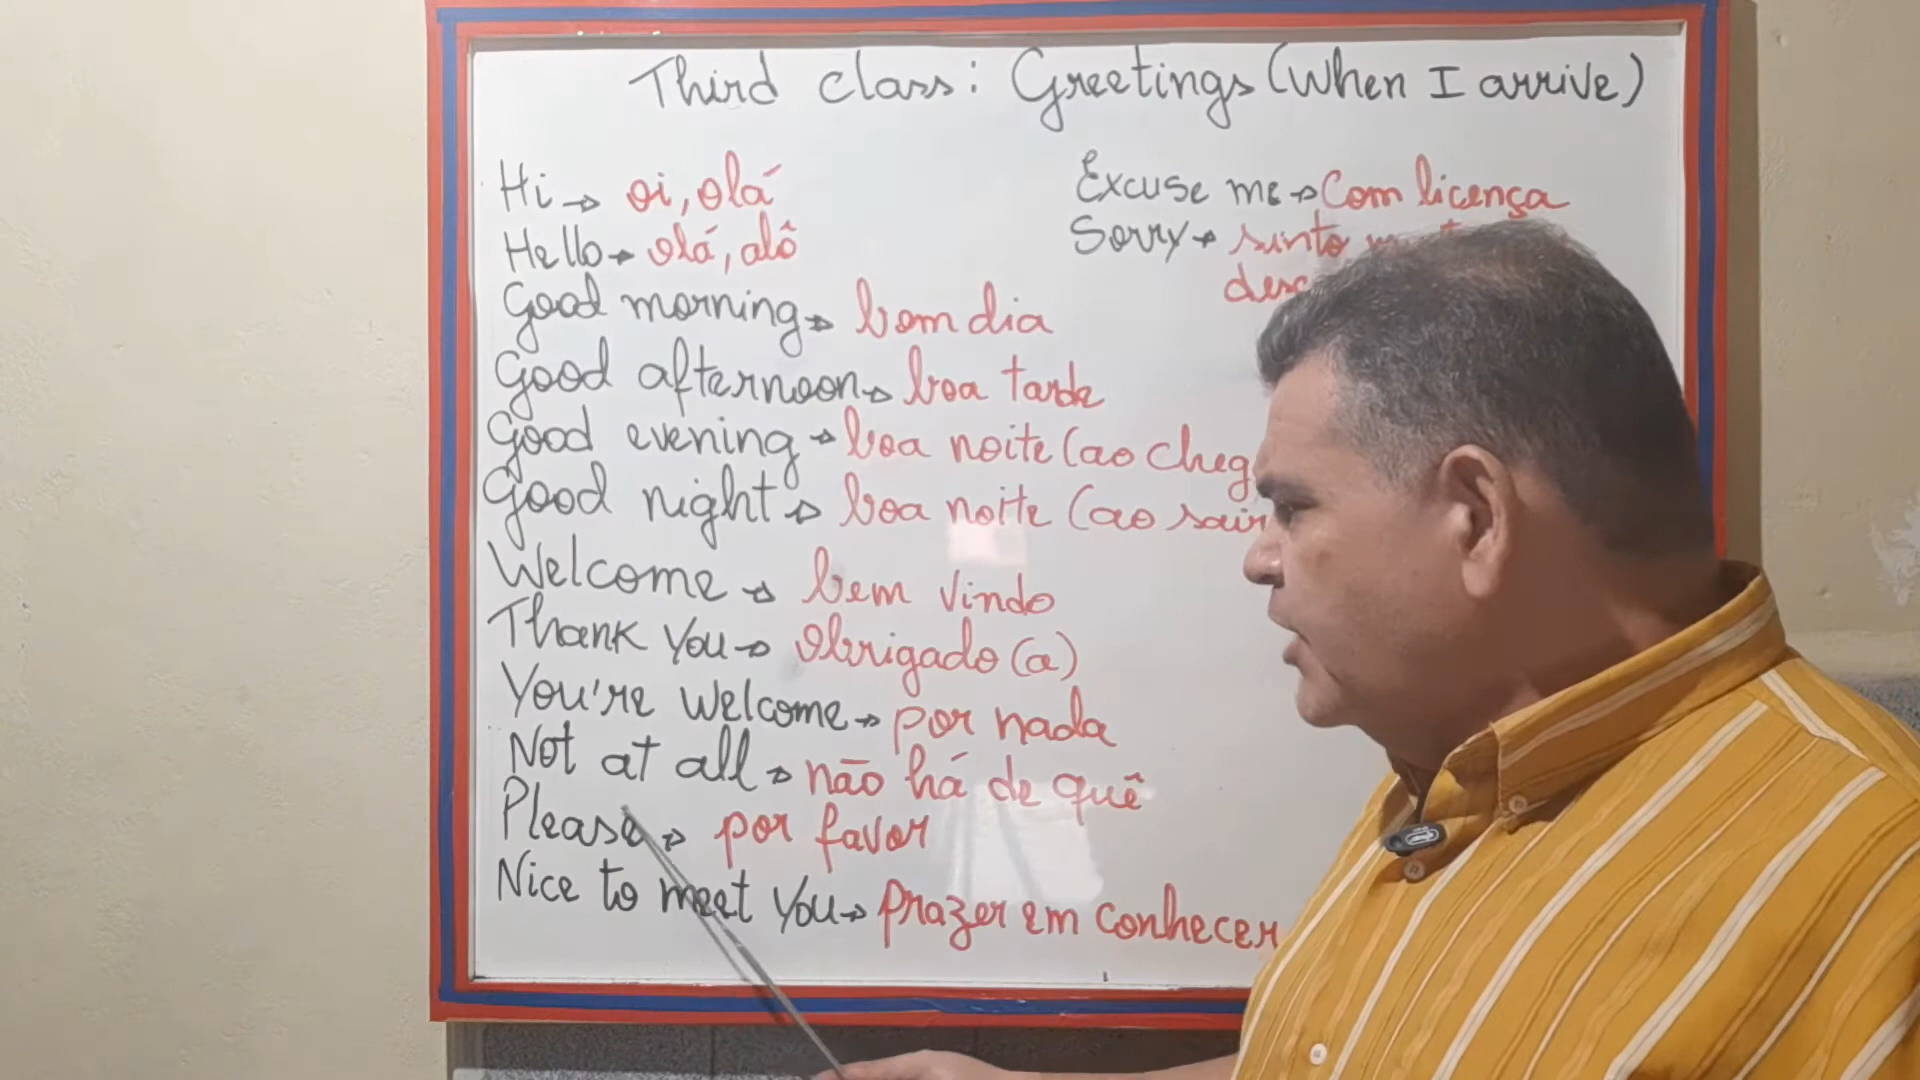 Third class: Greetings (When I arrive)
Hi → oi, olá
Hello → olá, alô
Good morning → bom dia
Good afternoon → boa tarde
Good evening → boa noite (ao
Good night → boa noite (ao sair
Welcome → bem vindo
Thank you → Obrigado (a)
You're welcome → por nada
Not at all → não há de quê
Please → por favor
Nice to meet you → prazer em conhecer
Excuse me → Com licença
Sorry → sinto